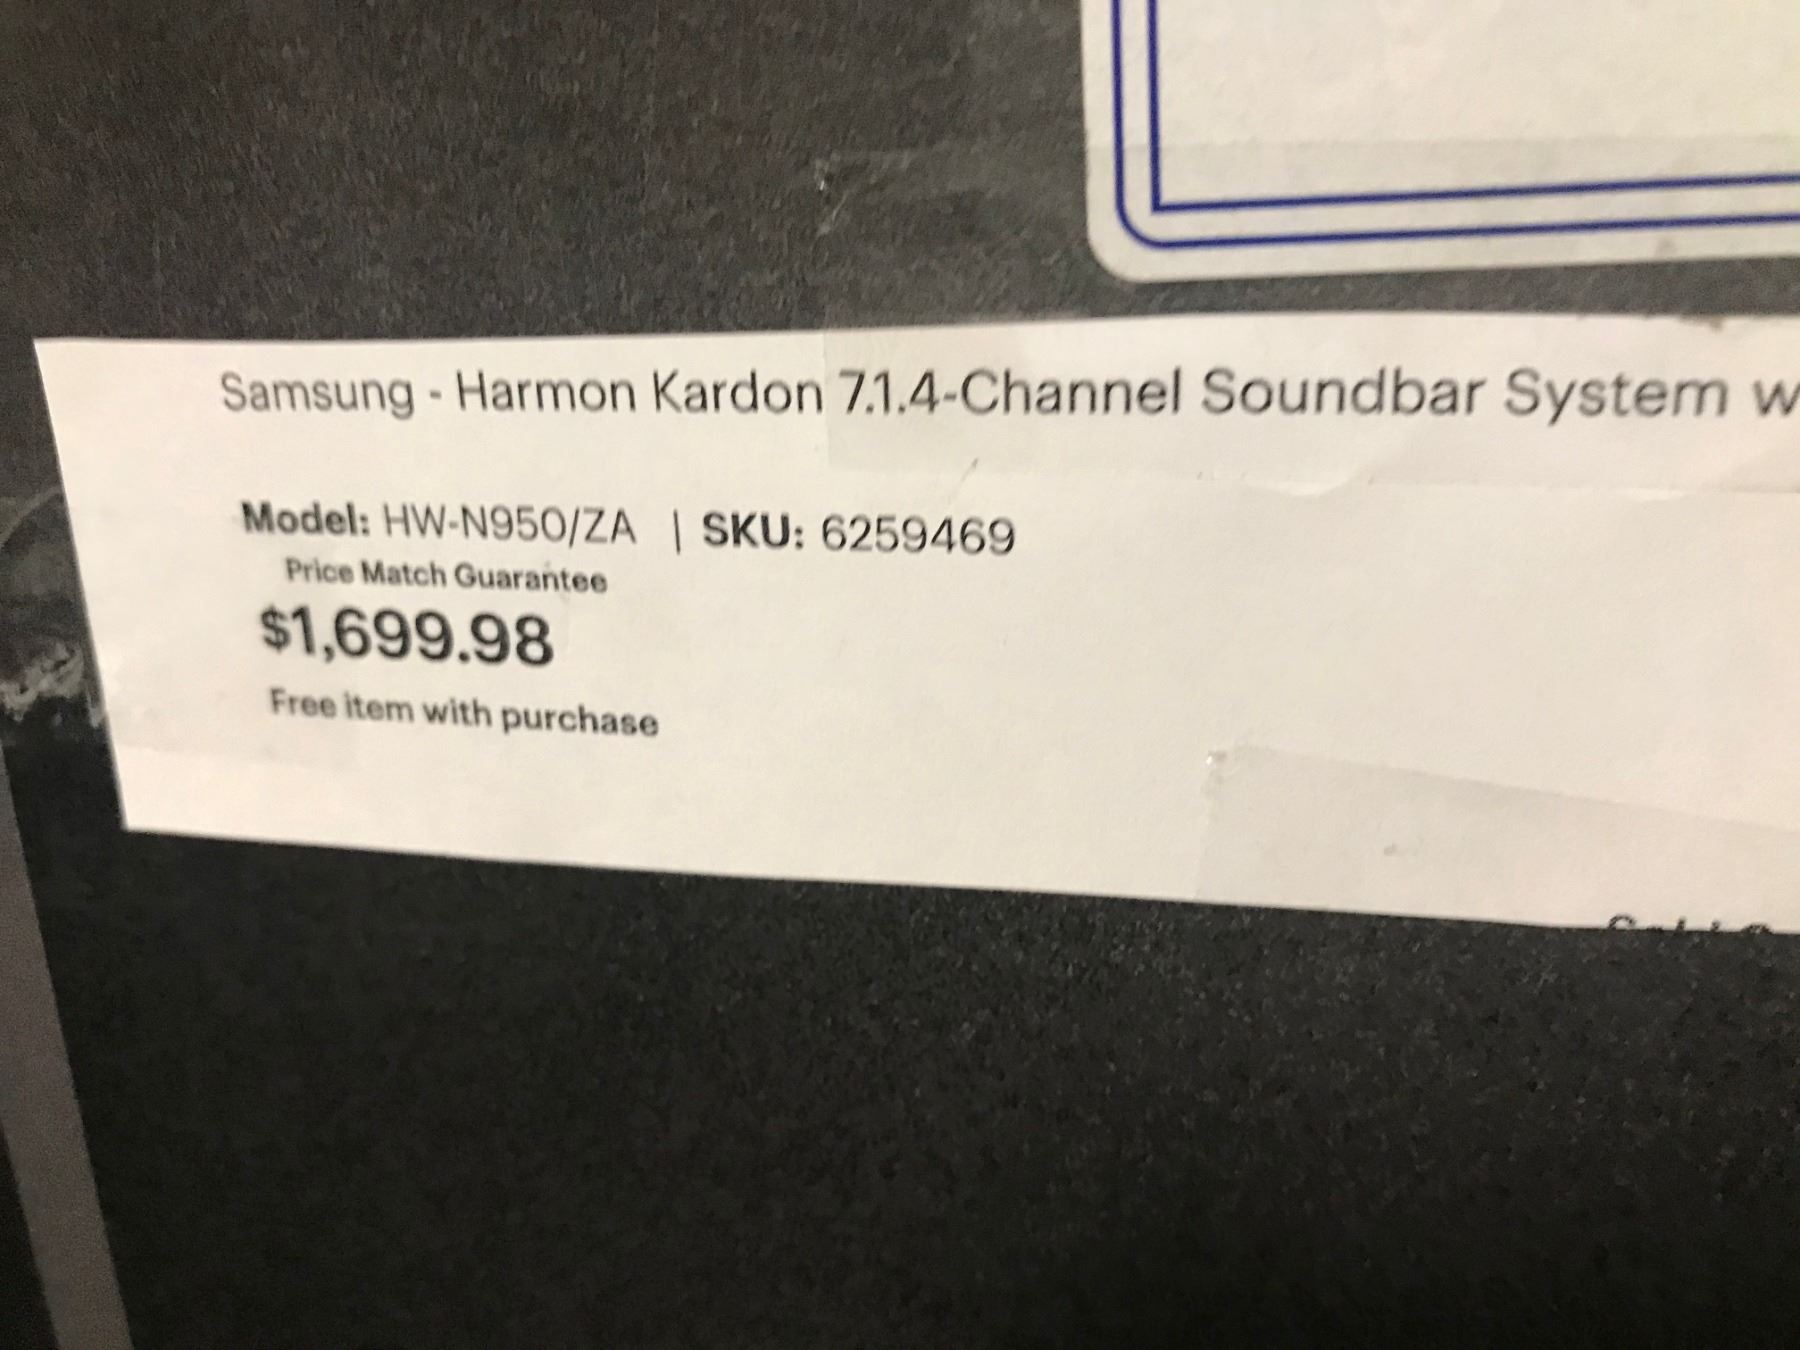 Samsung - Harmon Kardon 7.1.4-Channel Soundbar System w
Model: HW-N950/ZA | SKU: 6259469
Price Match Guarantee
$1,699.98
Free item with purchase